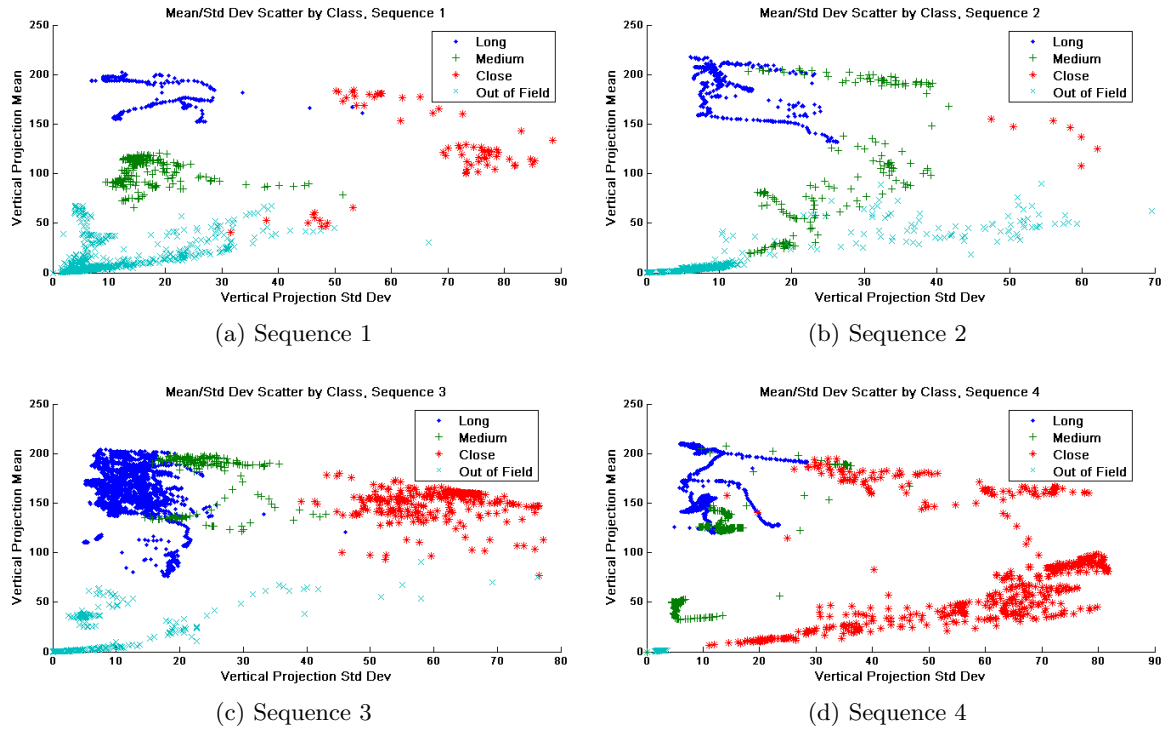 Mean/Std Dev Scatter by Class, Sequence 1
250
200
150
100
50
0
Vertical Projection Mean
0 10 20 30 40 50 60 70 80 90
Vertical Projection Std Dev
Long
Medium
Close
Out of Field
(a) Sequence 1
Mean/Std Dev Scatter by Class, Sequence 2
250
200
150
100
50
0
Vertical Projection Mean
0 10 20 30 40 50 60 70
Vertical Projection Std Dev
Long
Medium
Close
Out of Field
(b) Sequence 2
Mean/Std Dev Scatter by Class, Sequence 3
250
200
150
100
50
0
Vertical Projection Mean
0 10 20 30 40 50 60 70 80
Vertical Projection Std Dev
Long
Medium
Close
Out of Field
(c) Sequence 3
Mean/Std Dev Scatter by Class, Sequence 4
250
200
150
100
50
0
Vertical Projection Mean
0 10 20 30 40 50 60 70 80 90
Vertical Projection Std Dev
Long
Medium
Close
Out of Field
(d) Sequence 4